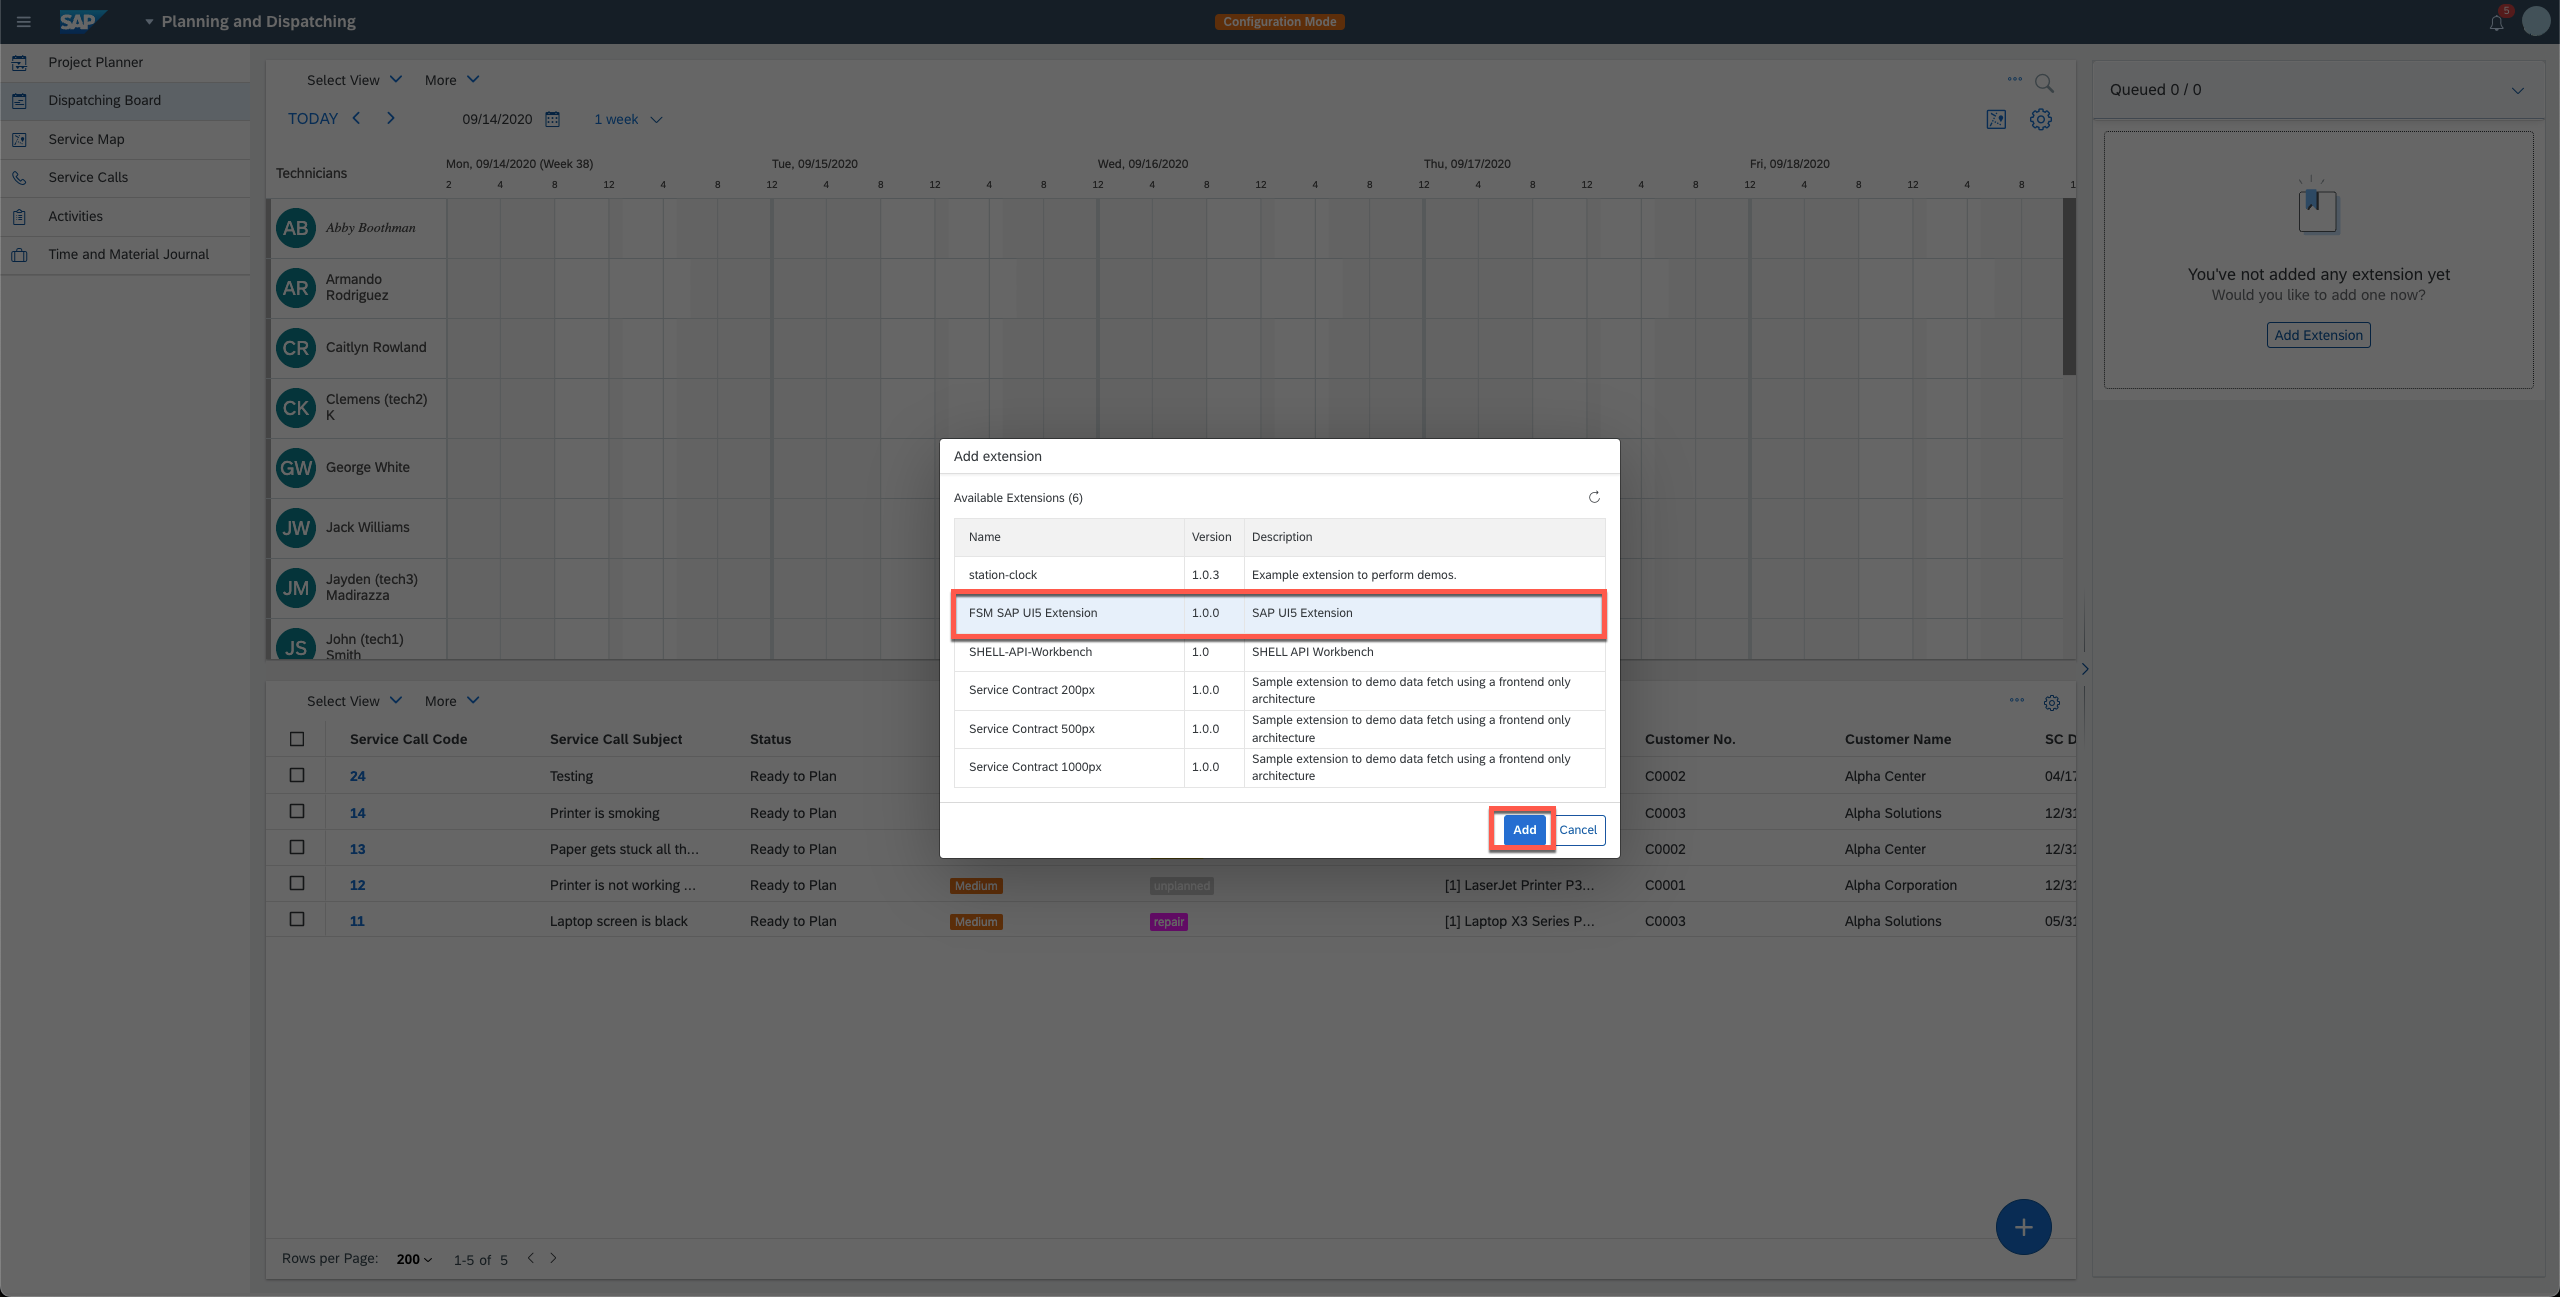 SAP
Planning and Dispatching
Configuration Mode
5
Project Planner
Dispatching Board
Service Map
Service Calls
Activities
Time and Material Journal
Select View
More
TODAY
09/14/2020
1 week
Technicians
Mon, 09/14/2020 (Week 38)
Tue, 09/15/2020
Wed, 09/16/2020
Thu, 09/17/2020
Fri, 09/18/2020
2 4 8 12 4 8 12 4 8 12 4 8 12 4 8 12 4 8 12 4 8 12 4 8 12 4 8 12 4 8 1
AB Abby Boothman
AR Armando
Rodriguez
CR Caitlyn Rowland
CK Clemens (tech2)
K
GW George White
JW Jack Williams
JM Jayden (tech3)
Madirazza
JS John (tech1)
Smith
Queued 0 / 0
You've not added any extension yet
Would you like to add one now?
Add Extension
Add extension
Available Extensions (6)
Name Version Description
station-clock 1.0.3 Example extension to perform demos.
FSM SAP UI5 Extension 1.0.0 SAP UI5 Extension
SHELL-API-Workbench 1.0 SHELL API Workbench
Service Contract 200px 1.0.0 Sample extension to demo data fetch using a frontend only
architecture
Service Contract 500px 1.0.0 Sample extension to demo data fetch using a frontend only
architecture
Service Contract 1000px 1.0.0 Sample extension to demo data fetch using a frontend only
architecture
Add
Cancel
Select View
More
Service Call Code Service Call Subject Status Customer No. Customer Name SC D
24 Testing Ready to Plan C0002 Alpha Center 04/17
14 Printer is smoking Ready to Plan C0003 Alpha Solutions 12/31
13 Paper gets stuck all th... Ready to Plan C0002 Alpha Center 12/31
12 Printer is not working ... Ready to Plan Medium unplanned [1] LaserJet Printer P3... C0001 Alpha Corporation 12/31
11 Laptop screen is black Ready to Plan Medium repair [1] Laptop X3 Series P... C0003 Alpha Solutions 05/31
Rows per Page: 200 1-5 of 5